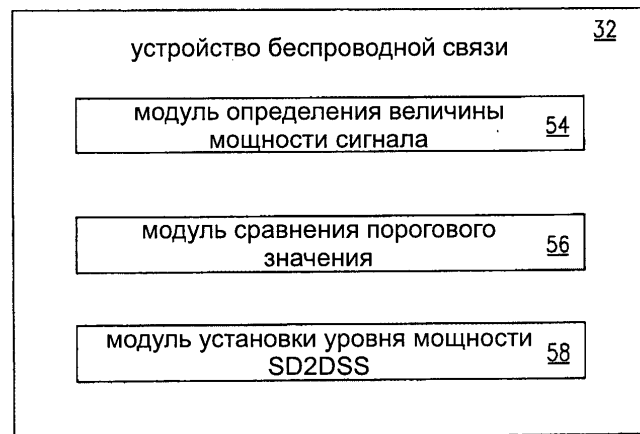 32
устройство беспроводной связи
модуль определения величины
мощности сигнала 54
модуль сравнения порогового
значения 56
модуль установки уровня мощности
SD2DSS 58